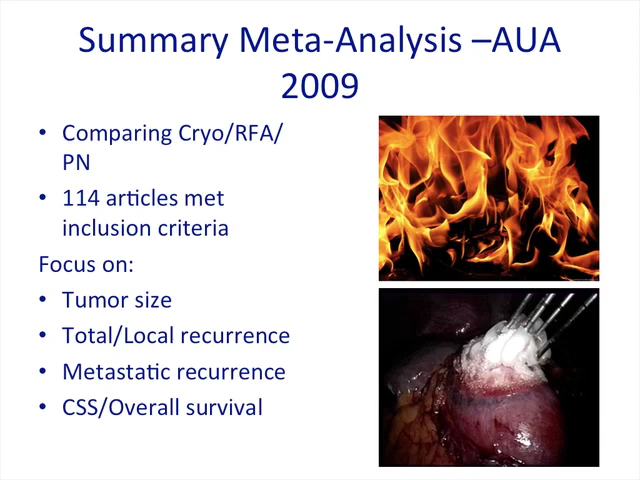 Summary Meta-Analysis –AUA
2009
• Comparing Cryo/RFA/
PN
• 114 articles met
inclusion criteria
Focus on:
• Tumor size
• Total/Local recurrence
• Metastatic recurrence
• CSS/Overall survival